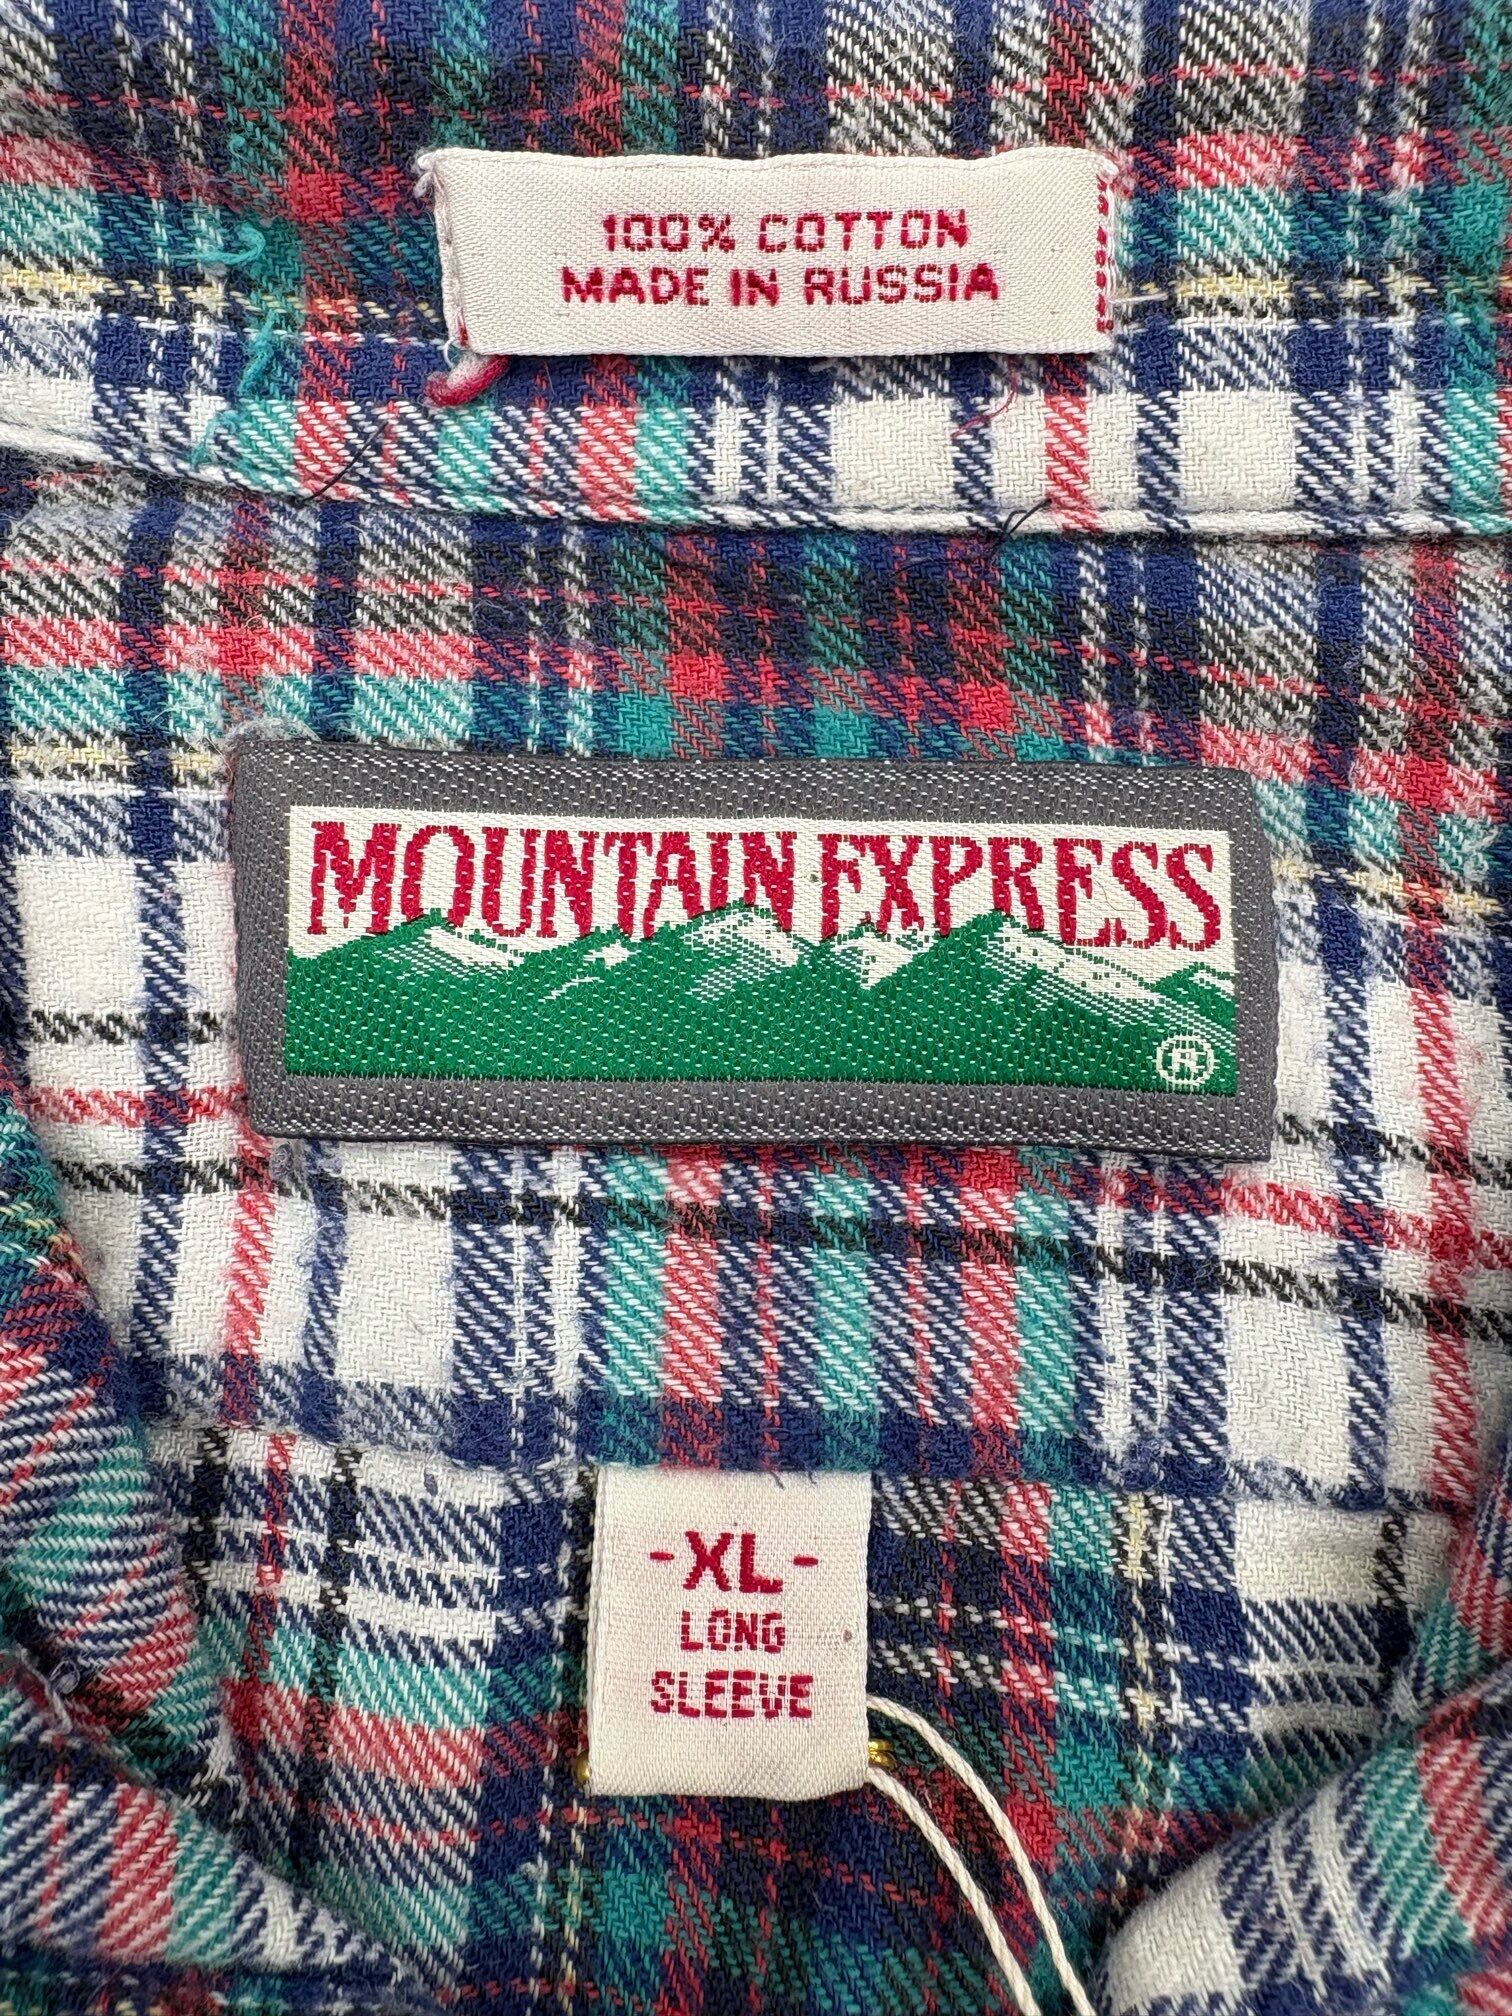 100% COTTON
MADE IN RUSSIA
MOUNTAIN EXPRESS
®
-XL-
LONG
SLEEVE